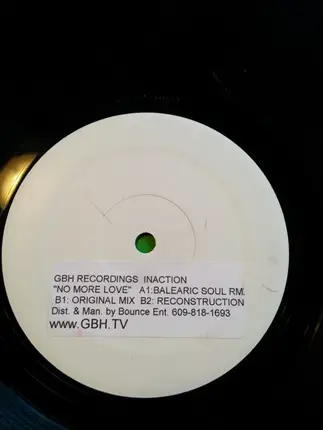 GBH RECORDINGS INACTION
"NO MORE LOVE" A1:BALEARIC SOUL RM.
B1: ORIGINAL MIX B2: RECONSTRUCTION
Dist. & Man. by Bounce Ent. 609-818-1693
www.GBH.TV